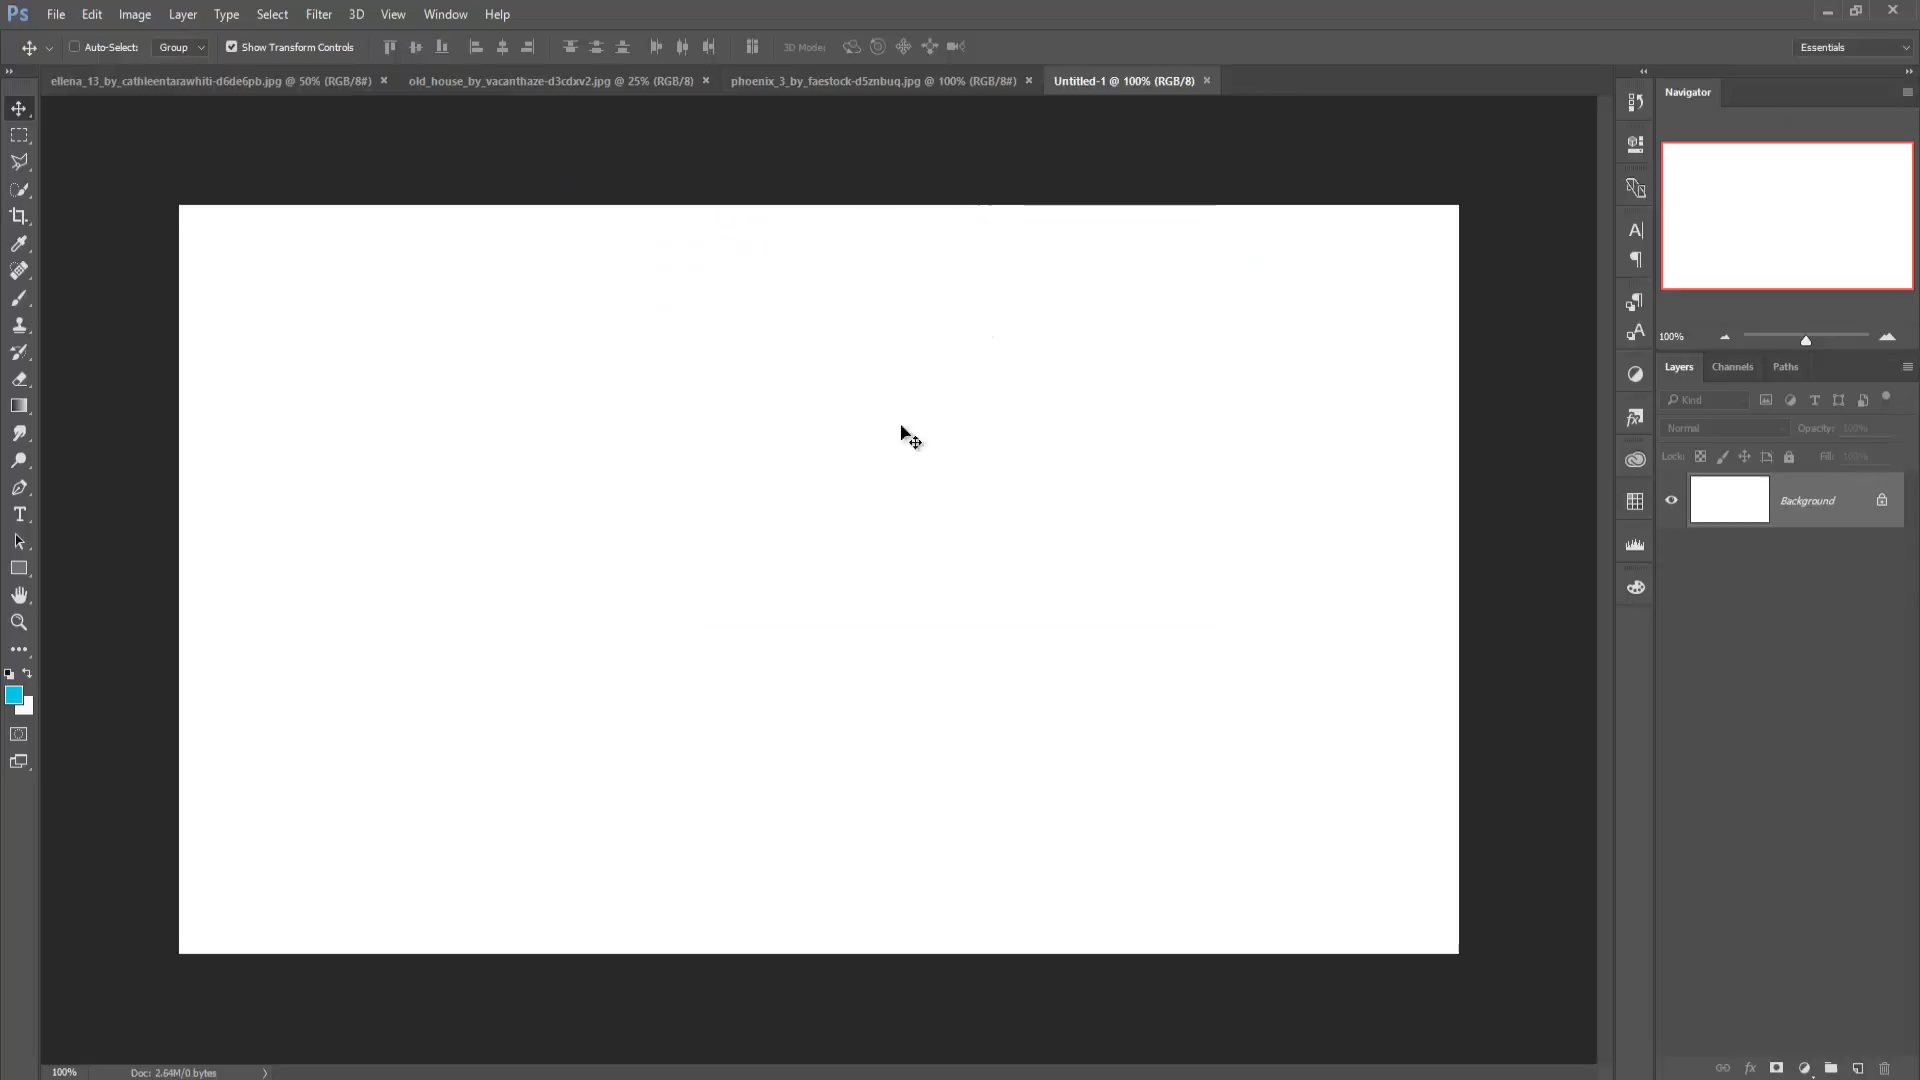 Ps File Edit Image Layer Type Select Filter 3D View Window Help
Auto-Select: Group Show Transform Controls 3D Mode: Essentials
ellena_13_by_cathleentarawhiti-d6de6pb.jpg @ 50% (RGB/8#) × old_house_by_vacanthaze-d3cdxv2.jpg @ 25% (RGB/8) × phoenix_3_by_faestock-d5znbuq.jpg @ 100% (RGB/8#) × Untitled-1 @ 100% (RGB/8) ×
Navigator
100%
Layers Channels Paths
Kind
Normal Opacity: 100%
Lock: Fill: 100%
Background
100% Doc: 2.64M/0 bytes